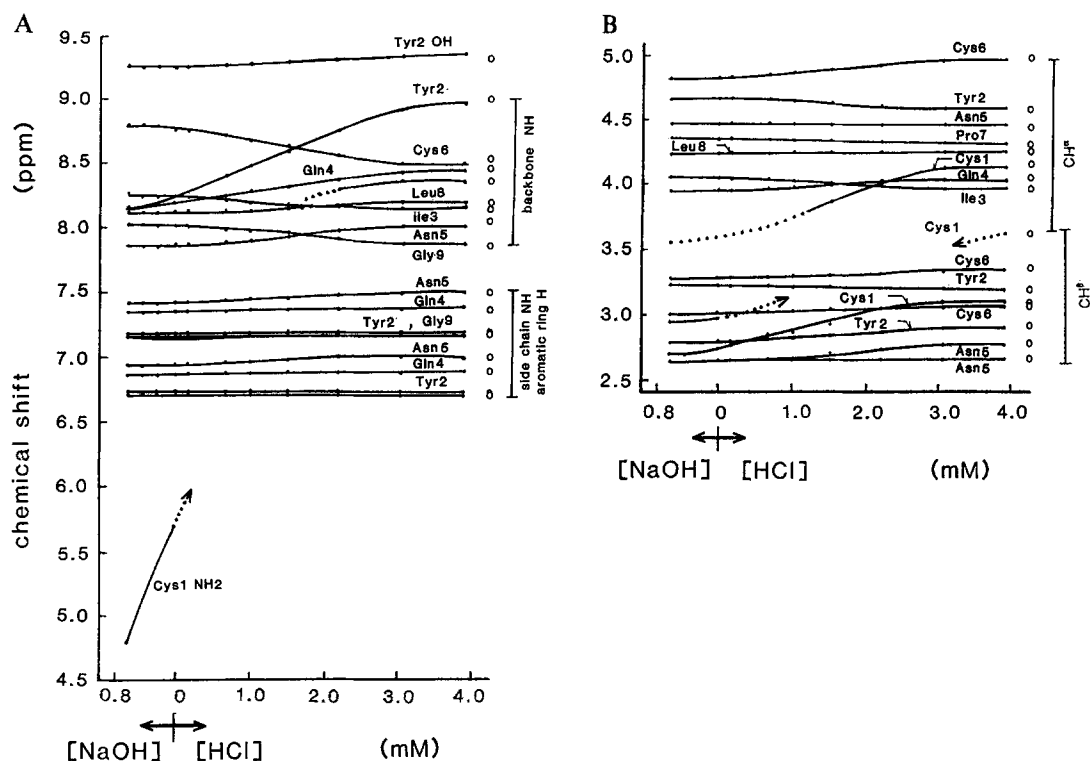 A
9.5
9.0
8.5
8.0
7.5
7.0
6.5
6.0
5.5
5.0
4.5
chemical shift (ppm)
Tyr2 OH
Tyr2
Cys6
Gln4
Leu8
Ile3
Asn5
Gly9
Asn5
Gln4
Tyr2 , Gly9
Asn5
Gln4
Tyr2
Cys1 NH2
backbone NH
side chain NH
aromatic ring H
0.8 0 1.0 2.0 3.0 4.0
[NaOH] [HCl] (mM)
B
5.0
4.5
4.0
3.5
3.0
2.5
Cys6
Tyr2
Asn5
Pro7
Leu8
Cys1
Gln4
Ile3
Cys1
Cys6
Tyr2
Cys1
Cys6
Tyr2
Asn5
Asn5
CHα
CHβ
0.8 0 1.0 2.0 3.0 4.0
[NaOH] [HCl] (mM)